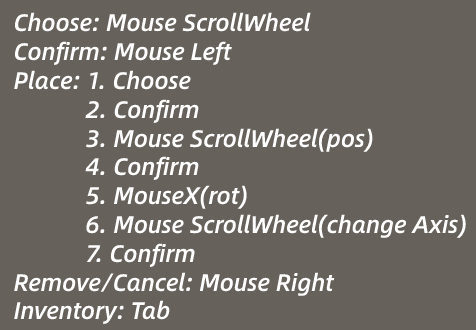 Choose: Mouse ScrollWheel
Confirm: Mouse Left
Place: 1. Choose
2. Confirm
3. Mouse ScrollWheel(pos)
4. Confirm
5. MouseX(rot)
6. Mouse ScrollWheel(change Axis)
7. Confirm
Remove/Cancel: Mouse Right
Inventory: Tab